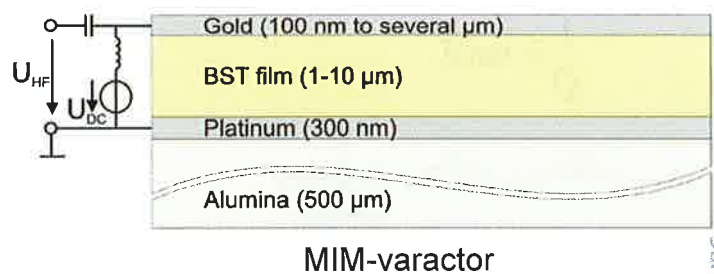 Gold (100 nm to several µm)
U_HF
BST film (1-10 µm)
U_DC
Platinum (300 nm)
Alumina (500 µm)
MIM-varactor